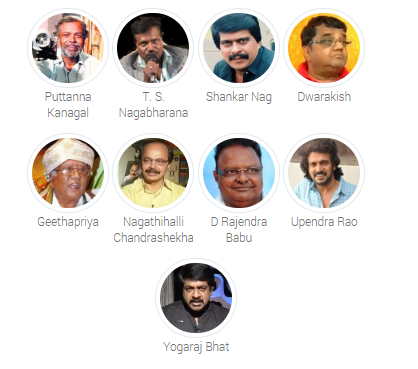 Puttanna
Kanagal
T. S.
Nagabharana
Shankar Nag
Dwarakish
Geethapriya
Nagathihalli
Chandrashekha
D Rajendra
Babu
Upendra Rao
Yogaraj Bhat